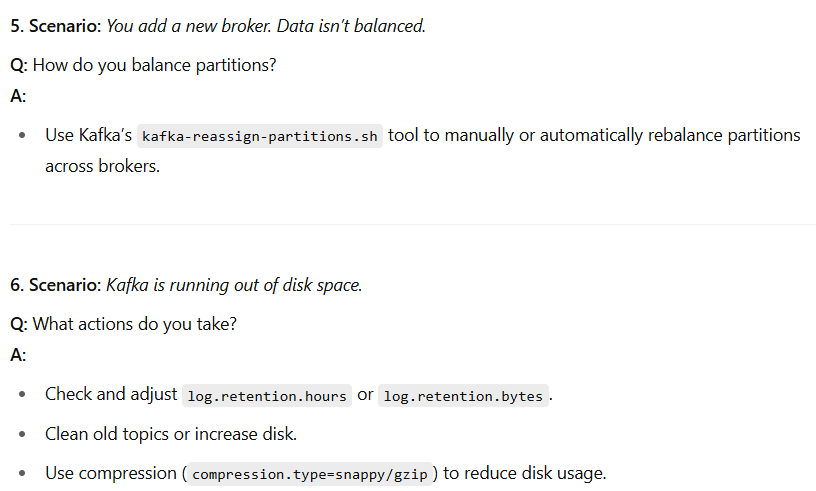 5. Scenario: You add a new broker. Data isn’t balanced.
Q: How do you balance partitions?
A:
• Use Kafka’s kafka-reassign-partitions.sh tool to manually or automatically rebalance partitions
across brokers.
6. Scenario: Kafka is running out of disk space.
Q: What actions do you take?
A:
• Check and adjust log.retention.hours or log.retention.bytes.
• Clean old topics or increase disk.
• Use compression (compression.type=snappy/gzip) to reduce disk usage.